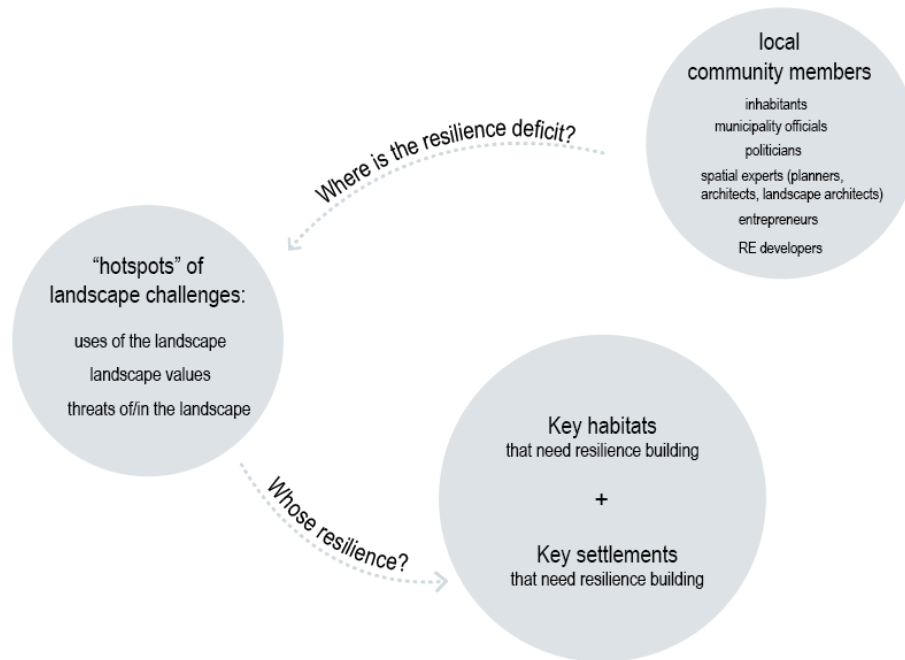 local
community members
inhabitants
municipality officials
politicians
spatial experts (planners,
architects, landscape architects)
entrepreneurs
RE developers
Where is the resilience deficit?
“hotspots” of
landscape challenges:
uses of the landscape
landscape values
threats of/in the landscape
Whose resilience?
Key habitats
that need resilience building
+
Key settlements
that need resilience building